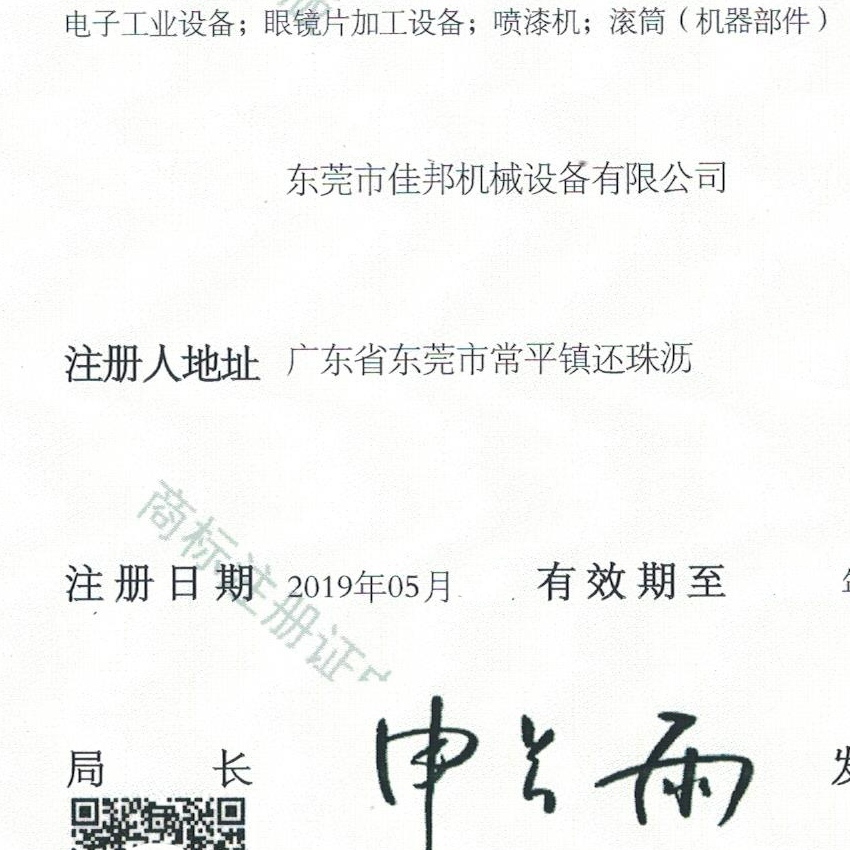 电子工业设备；眼镜片加工设备；喷漆机；滚筒（机器部件）
东莞市佳邦机械设备有限公司
注册人地址 广东省东莞市常平镇还珠沥
商标注册证
注册日期 2019年05月 有效期至
局 长 申长雨